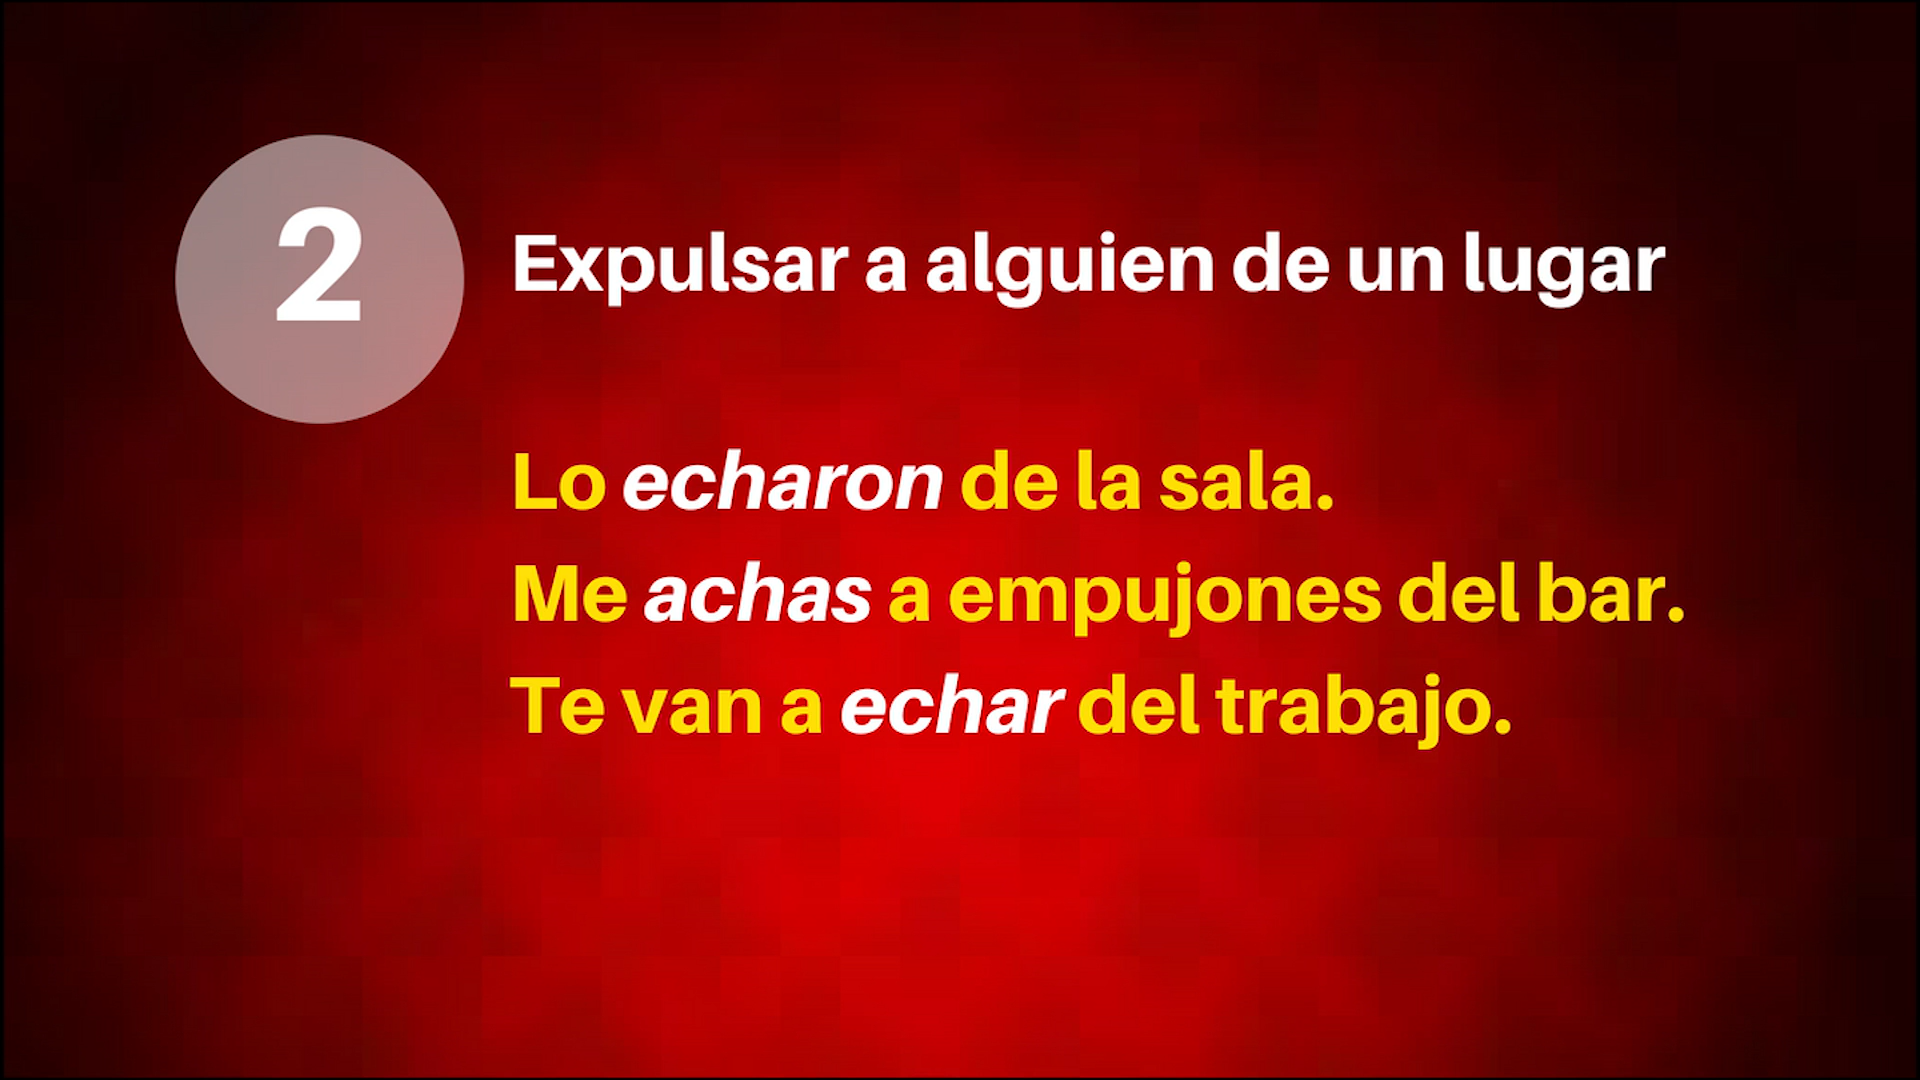 2
Expulsar a alguien de un lugar
Lo echaron de la sala.
Me achas a empujones del bar.
Te van a echar del trabajo.